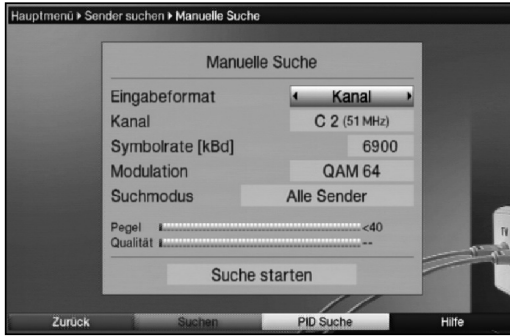 Hauptmenü ▸ Sender suchen ▸ Manuelle Suche
Manuelle Suche
Eingabeformat ◂ Kanal ▸
Kanal C 2 (51 MHz)
Symbolrate [kBd] 6900
Modulation QAM 64
Suchmodus Alle Sender
Pegel <40
Qualität --
Suche starten
TV
Zurück Suchen PID Suche Hilfe